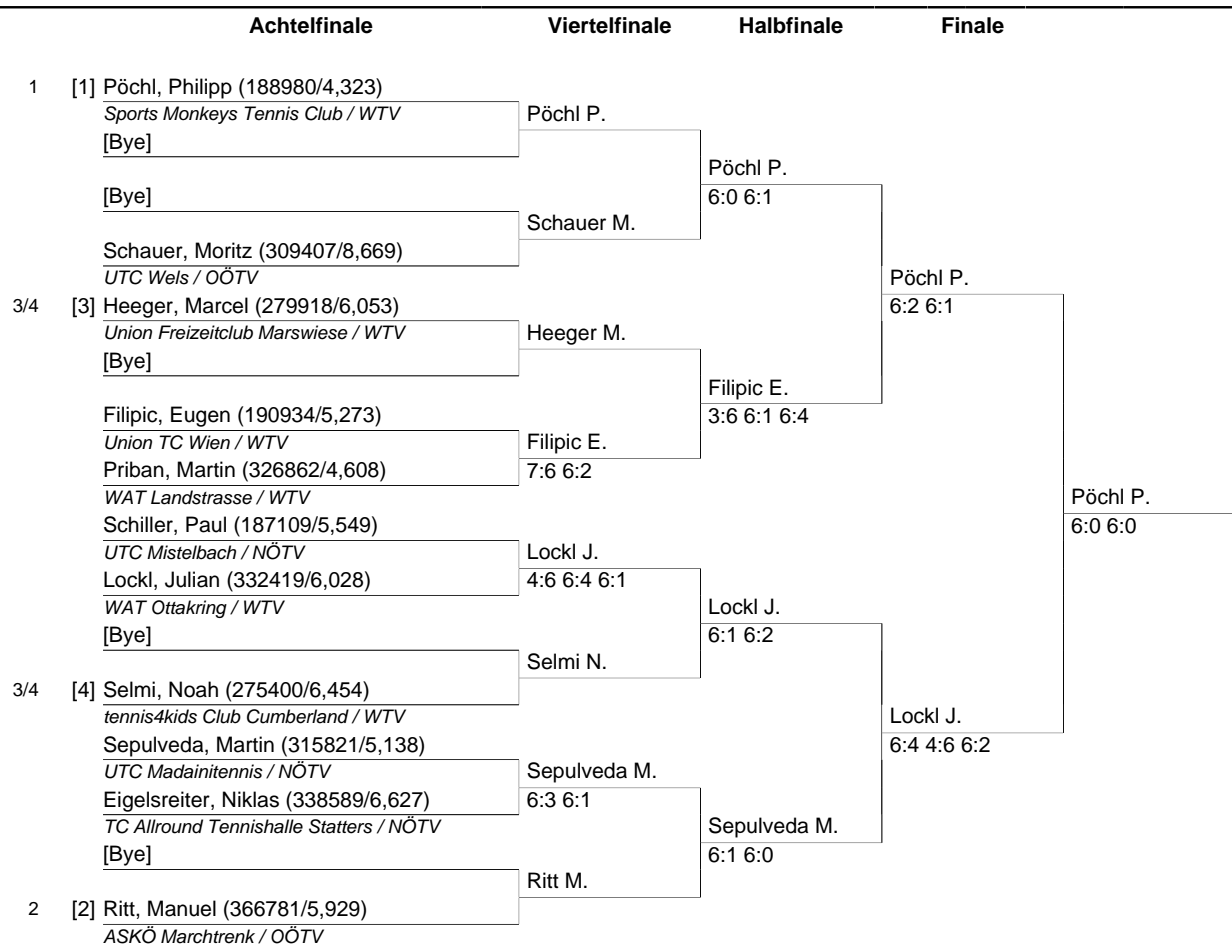 Achtelfinale Viertelfinale Halbfinale Finale
1 [1] Pöchl, Philipp (188980/4,323)
Sports Monkeys Tennis Club / WTV Pöchl P.
[Bye]
Pöchl P.
[Bye] 6:0 6:1
Schauer M.
Schauer, Moritz (309407/8,669)
UTC Wels / OÖTV Pöchl P.
3/4 [3] Heeger, Marcel (279918/6,053) 6:2 6:1
Union Freizeitclub Marswiese / WTV Heeger M.
[Bye]
Filipic E.
Filipic, Eugen (190934/5,273) 3:6 6:1 6:4
Union TC Wien / WTV Filipic E.
Priban, Martin (326862/4,608) 7:6 6:2
WAT Landstrasse / WTV Pöchl P.
Schiller, Paul (187109/5,549) 6:0 6:0
UTC Mistelbach / NÖTV Lockl J.
Lockl, Julian (332419/6,028) 4:6 6:4 6:1
WAT Ottakring / WTV Lockl J.
[Bye] 6:1 6:2
Selmi N.
3/4 [4] Selmi, Noah (275400/6,454)
tennis4kids Club Cumberland / WTV Lockl J.
Sepulveda, Martin (315821/5,138) 6:4 4:6 6:2
UTC Madainitennis / NÖTV Sepulveda M.
Eigelsreiter, Niklas (338589/6,627) 6:3 6:1
TC Allround Tennishalle Statters / NÖTV Sepulveda M.
[Bye] 6:1 6:0
Ritt M.
2 [2] Ritt, Manuel (366781/5,929)
ASKÖ Marchtrenk / OÖTV